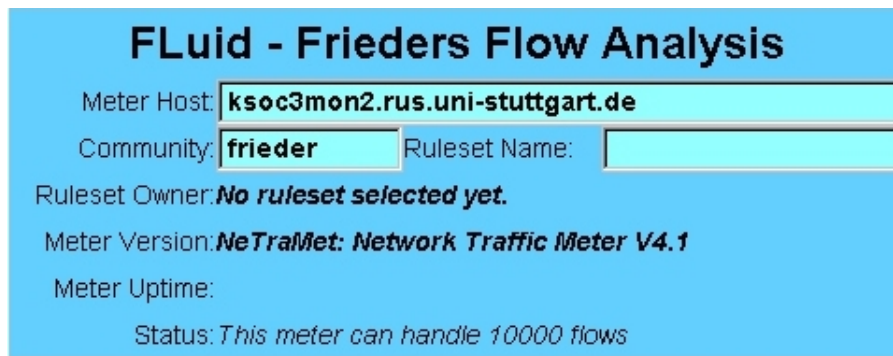 FLuid - Frieders Flow Analysis
Meter Host: ksoc3mon2.rus.uni-stuttgart.de
Community: frieder Ruleset Name:
Ruleset Owner: No ruleset selected yet.
Meter Version: NeTraMet: Network Traffic Meter V4.1
Meter Uptime:
Status: This meter can handle 10000 flows